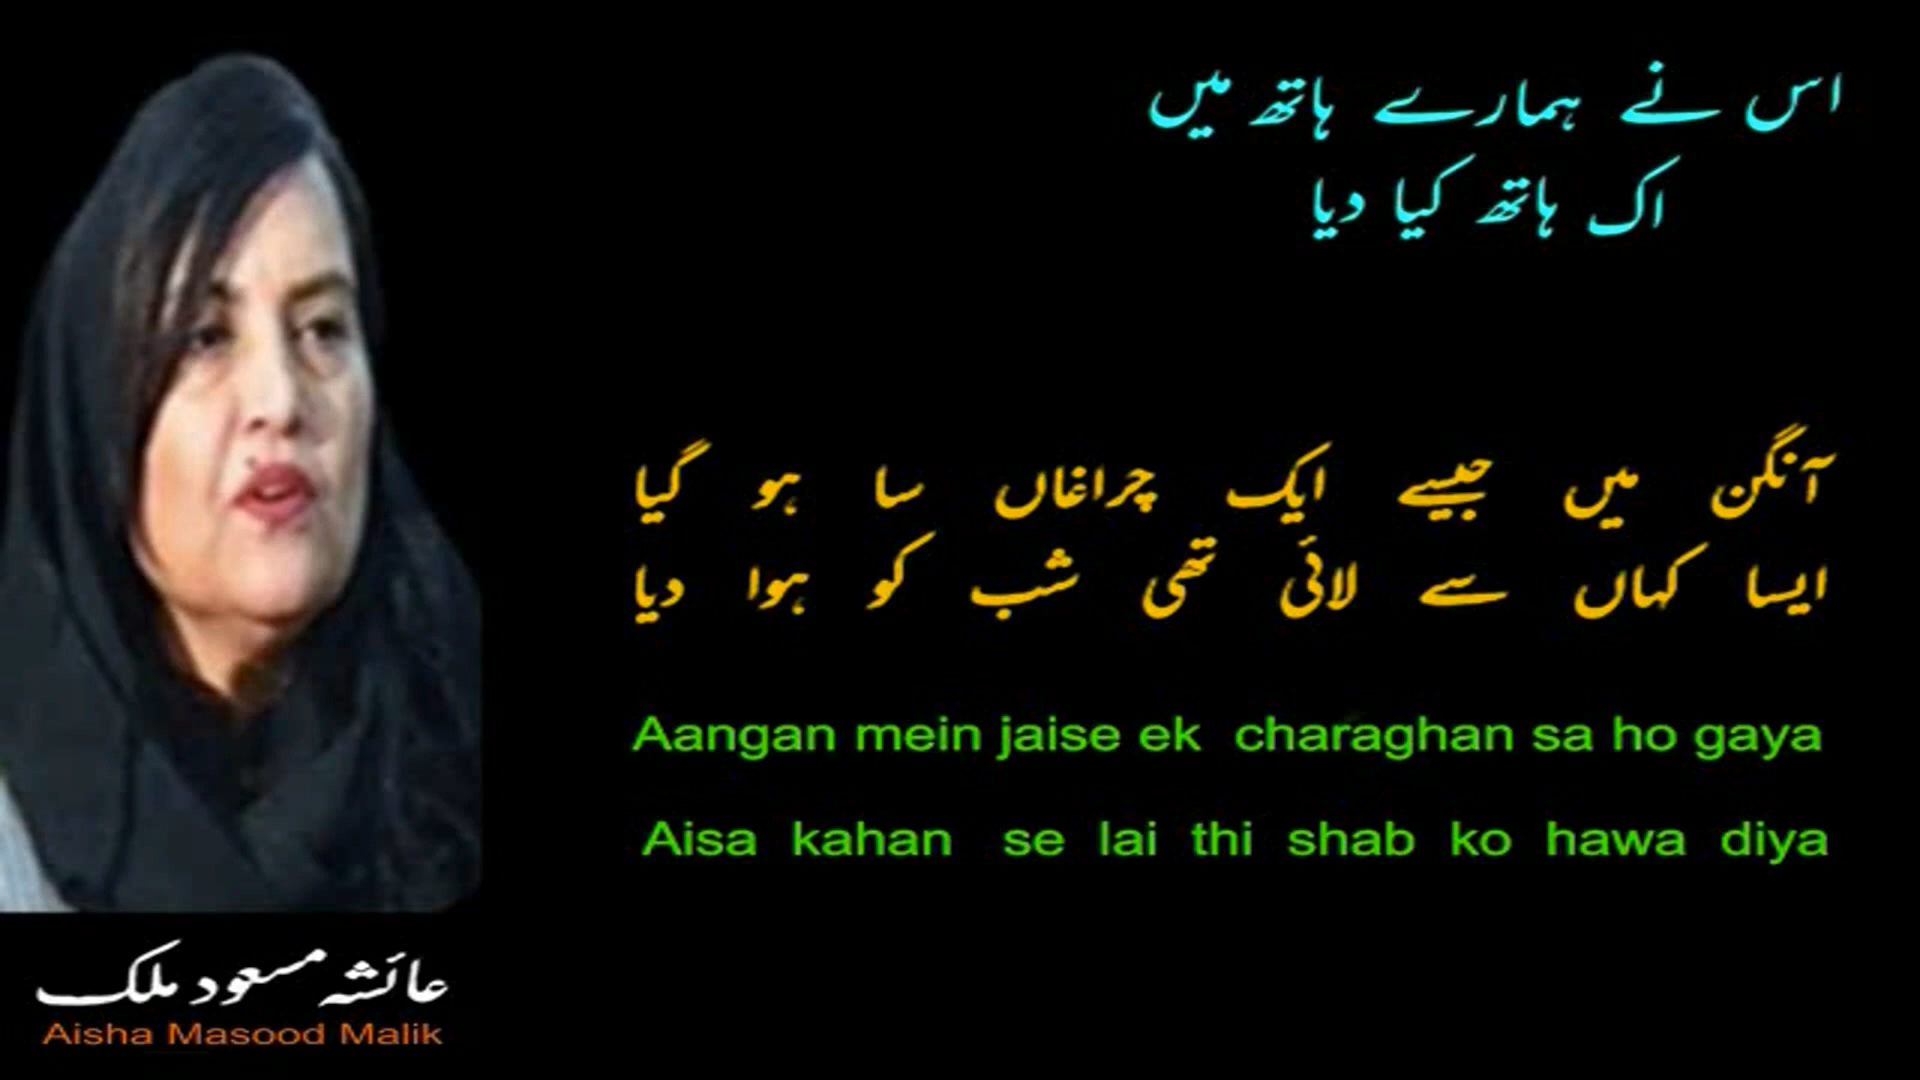 اس نے ہمارے ہاتھ میں
اک ہاتھ کیا دیا
آنگن میں جیسے ایک چراغاں سا ہو گیا
ایسا کہاں سے لائی تھی شب کو ہوا دیا
Aangan mein jaise ek charaghan sa ho gaya
Aisa kahan se lai thi shab ko hawa diya
عائشہ مسعود ملک
Aisha Masood Malik